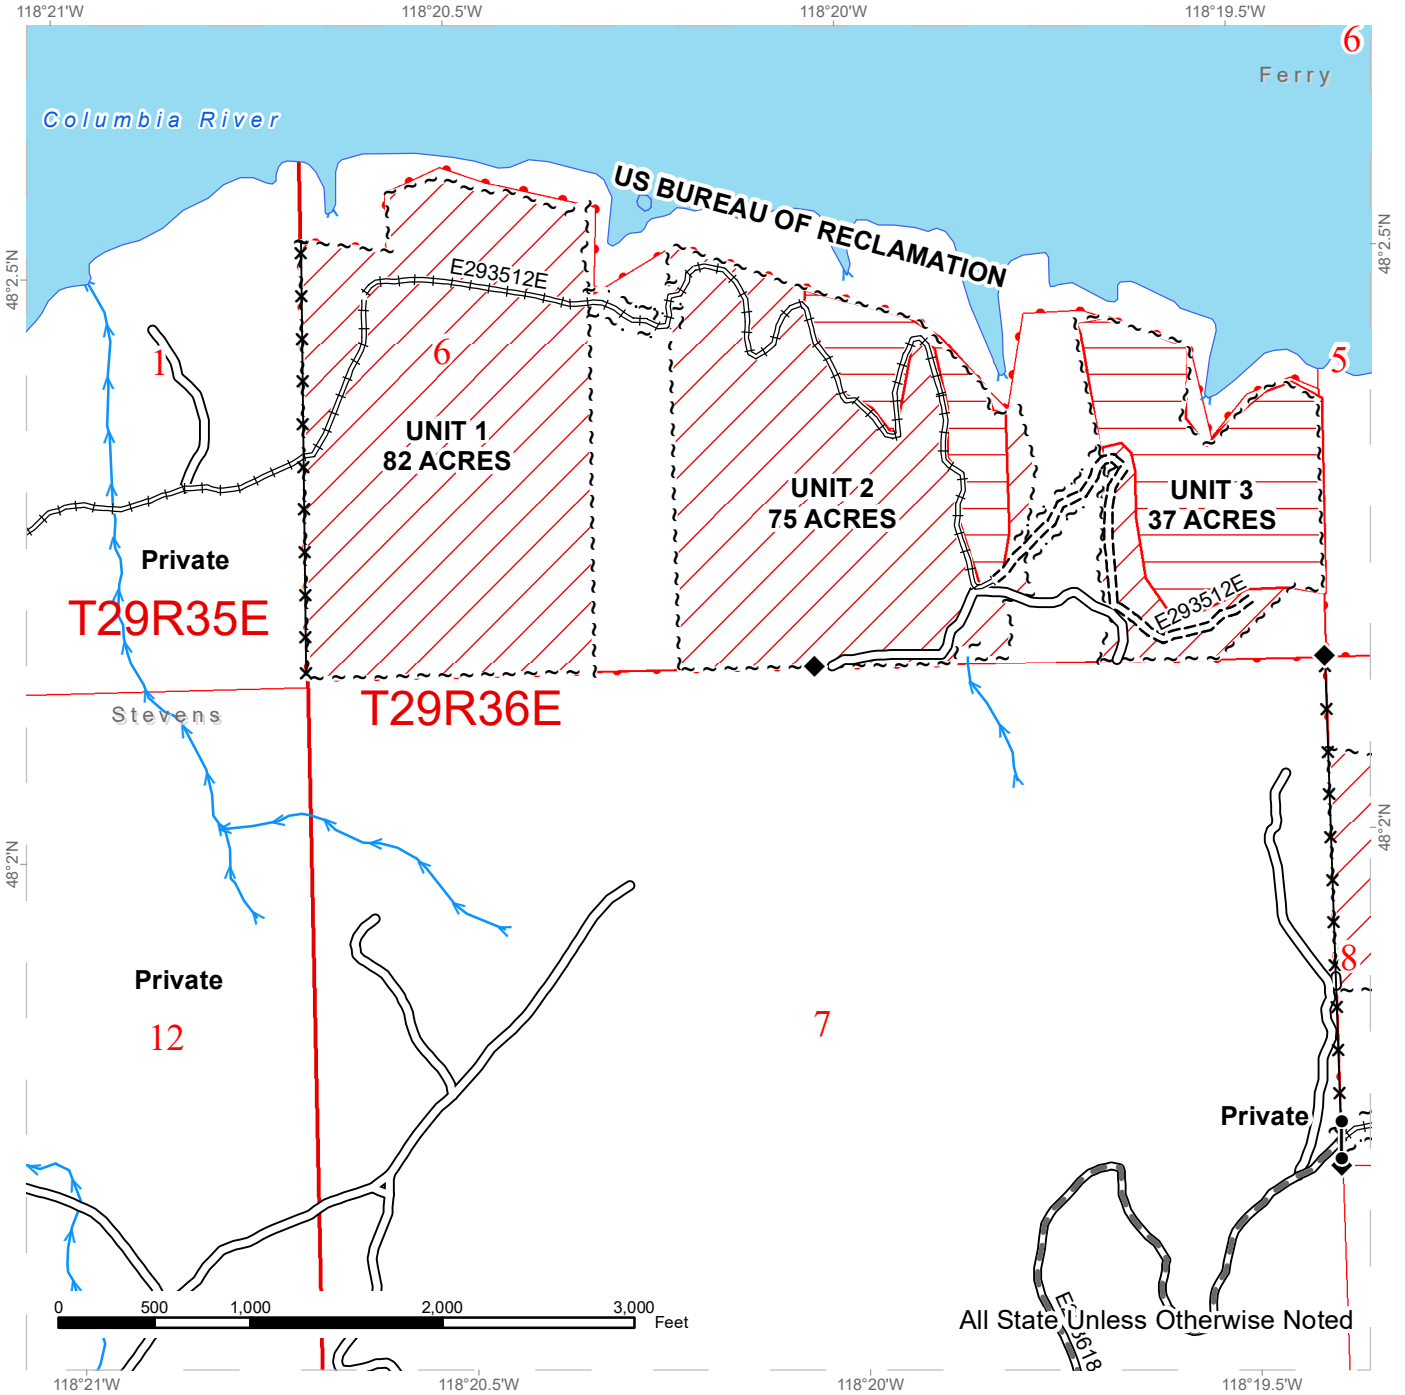 118°21'W 118°20.5'W 118°20'W 118°19.5'W
6
Ferry
Columbia River
US BUREAU OF RECLAMATION
48°2.5'N
48°2.5'N
E293512E
1
6
5
UNIT 1
82 ACRES
UNIT 2
75 ACRES
UNIT 3
37 ACRES
Private
T29R35E
E293512E
T29R36E
Stevens
48°2'N
48°2'N
8
Private
12
7
Private
0 500 1,000 2,000 3,000
Feet
All State Unless Otherwise Noted
118°21'W 118°20.5'W 118°20'W 118°19.5'W